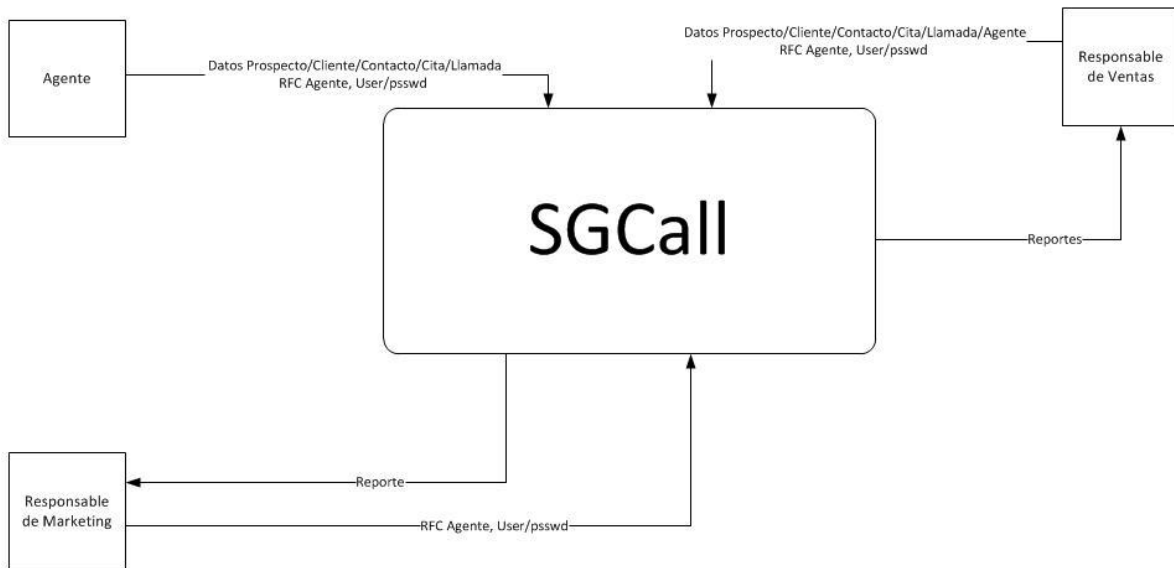 Agente
Datos Prospecto/Cliente/Contacto/Cita/Llamada
RFC Agente, User/psswd
Datos Prospecto/Cliente/Contacto/Cita/Llamada/Agente
RFC Agente, User/psswd
Responsable
de Ventas
SGCall
Reportes
Responsable
de Marketing
Reporte
RFC Agente, User/psswd